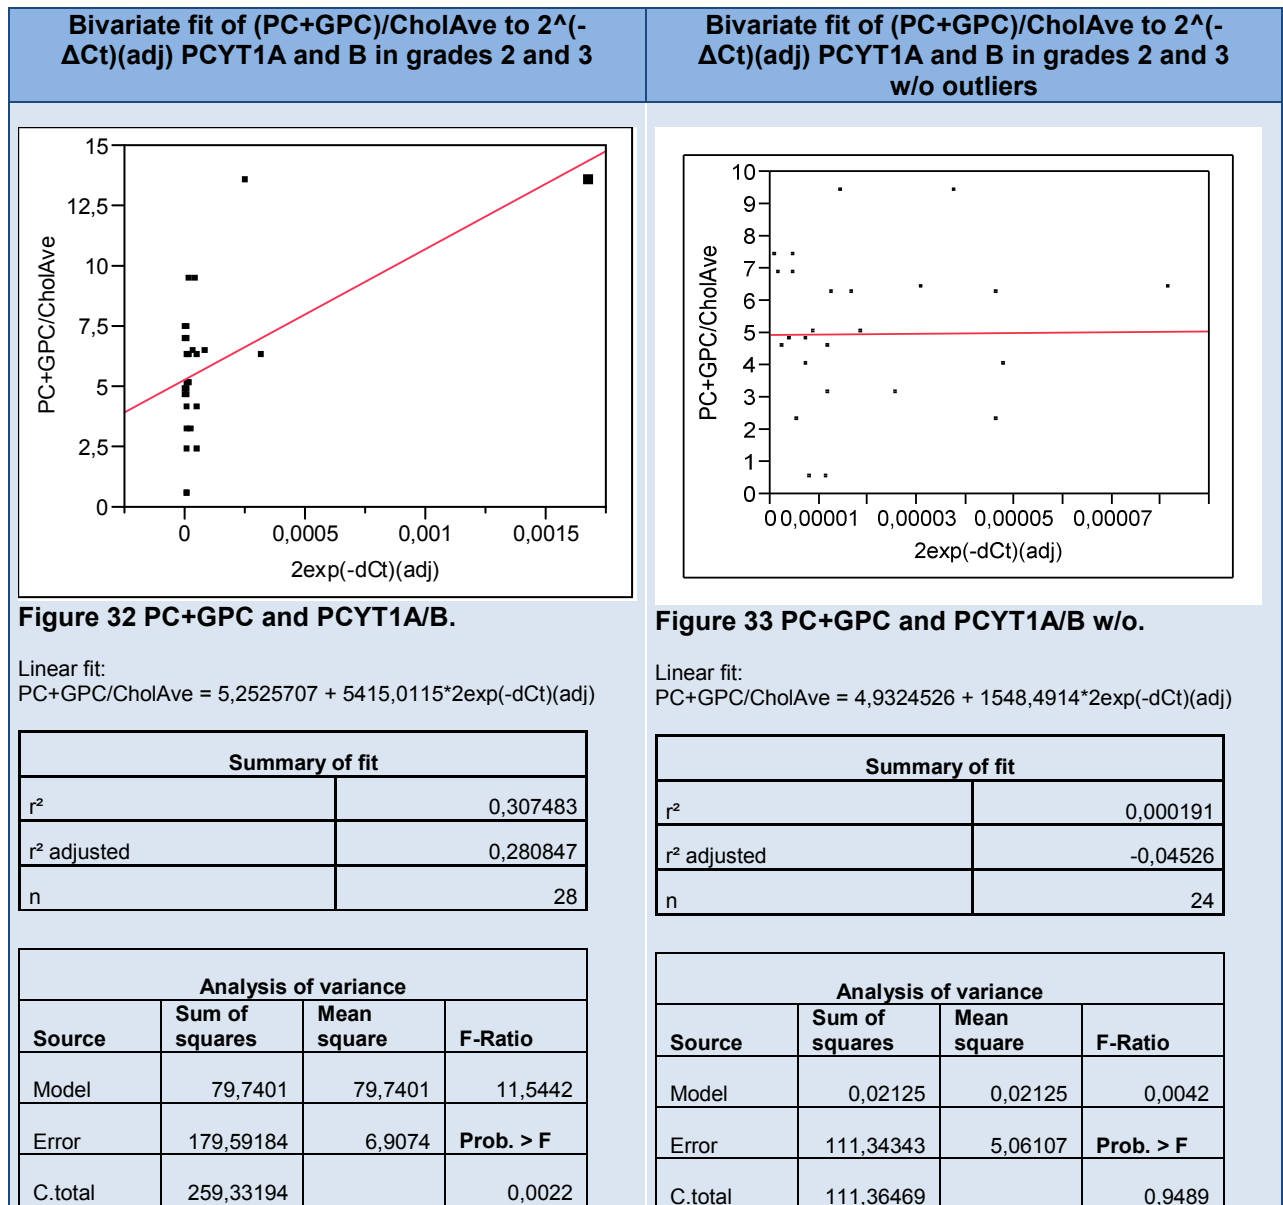 Bivariate fit of (PC+GPC)/CholAve to 2^(-
ΔCt)(adj) PCYT1A and B in grades 2 and 3
15
12,5
10
7,5
5
2,5
0
PC+GPC/CholAve
0 0,0005 0,001 0,0015
2exp(-dCt)(adj)
Figure 32 PC+GPC and PCYT1A/B.
Linear fit:
PC+GPC/CholAve = 5,2525707 + 5415,0115*2exp(-dCt)(adj)
Summary of fit
r² 0,307483
r² adjusted 0,280847
n 28
Analysis of variance
Source Sum of squares Mean square F-Ratio
Model 79,7401 79,7401 11,5442
Error 179,59184 6,9074 Prob. > F
C.total 259,33194 0,0022
Bivariate fit of (PC+GPC)/CholAve to 2^(-
ΔCt)(adj) PCYT1A and B in grades 2 and 3
w/o outliers
10
9
8
7
6
5
4
3
2
1
0
PC+GPC/CholAve
0 0,00001 0,00003 0,00005 0,00007
2exp(-dCt)(adj)
Figure 33 PC+GPC and PCYT1A/B w/o.
Linear fit:
PC+GPC/CholAve = 4,9324526 + 1548,4914*2exp(-dCt)(adj)
Summary of fit
r² 0,000191
r² adjusted -0,04526
n 24
Analysis of variance
Source Sum of squares Mean square F-Ratio
Model 0,02125 0,02125 0,0042
Error 111,34343 5,06107 Prob. > F
C.total 111,36469 0,9489